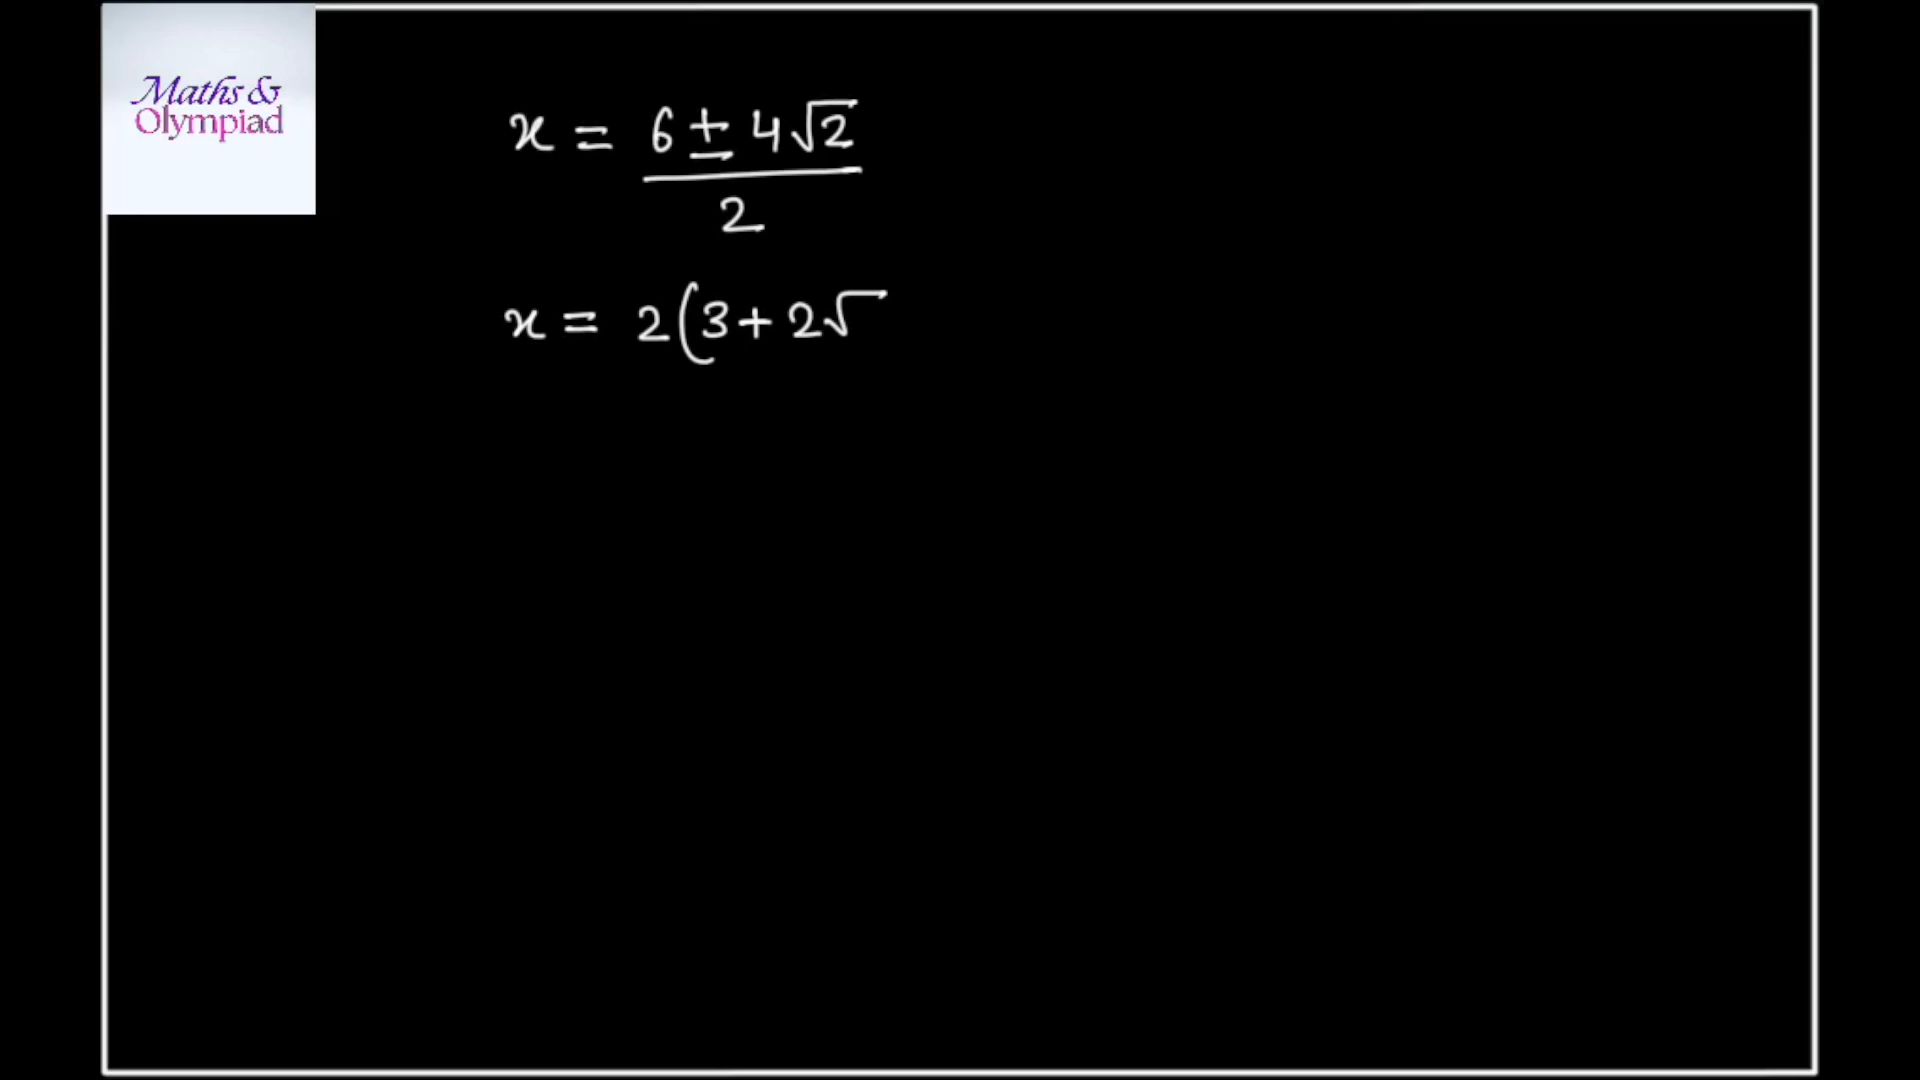 Maths &
Olympiad
x = 6 ± 4√2
2
x = 2(3 + 2√